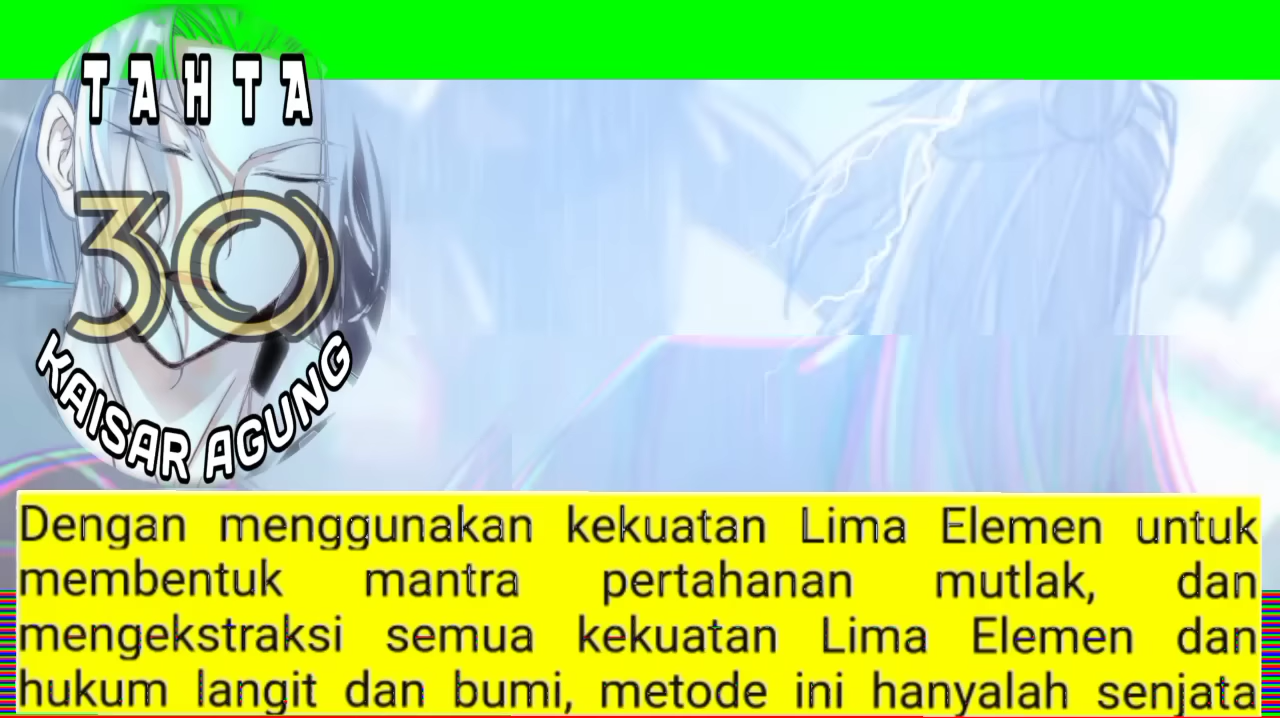 TAHTA
30
KAISAR AGUNG
Dengan menggunakan kekuatan Lima Elemen untuk
membentuk mantra pertahanan mutlak, dan
mengekstraksi semua kekuatan Lima Elemen dan
hukum langit dan bumi, metode ini hanyalah senjata